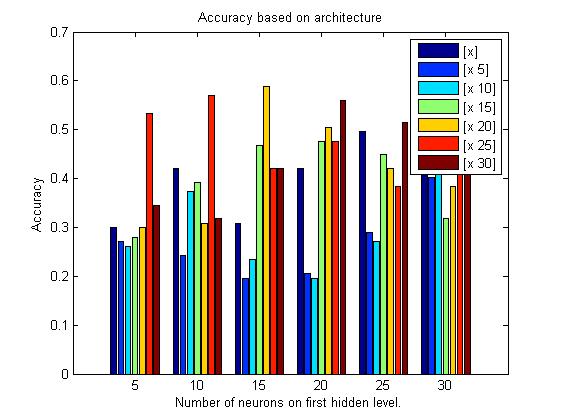 Accuracy based on architecture
0.7
0.6
0.5
0.4
0.3
0.2
0.1
0
Accuracy
[x]
[x 5]
[x 10]
[x 15]
[x 20]
[x 25]
[x 30]
5 10 15 20 25 30
Number of neurons on first hidden level.